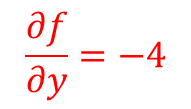 ∂f/∂y = −4